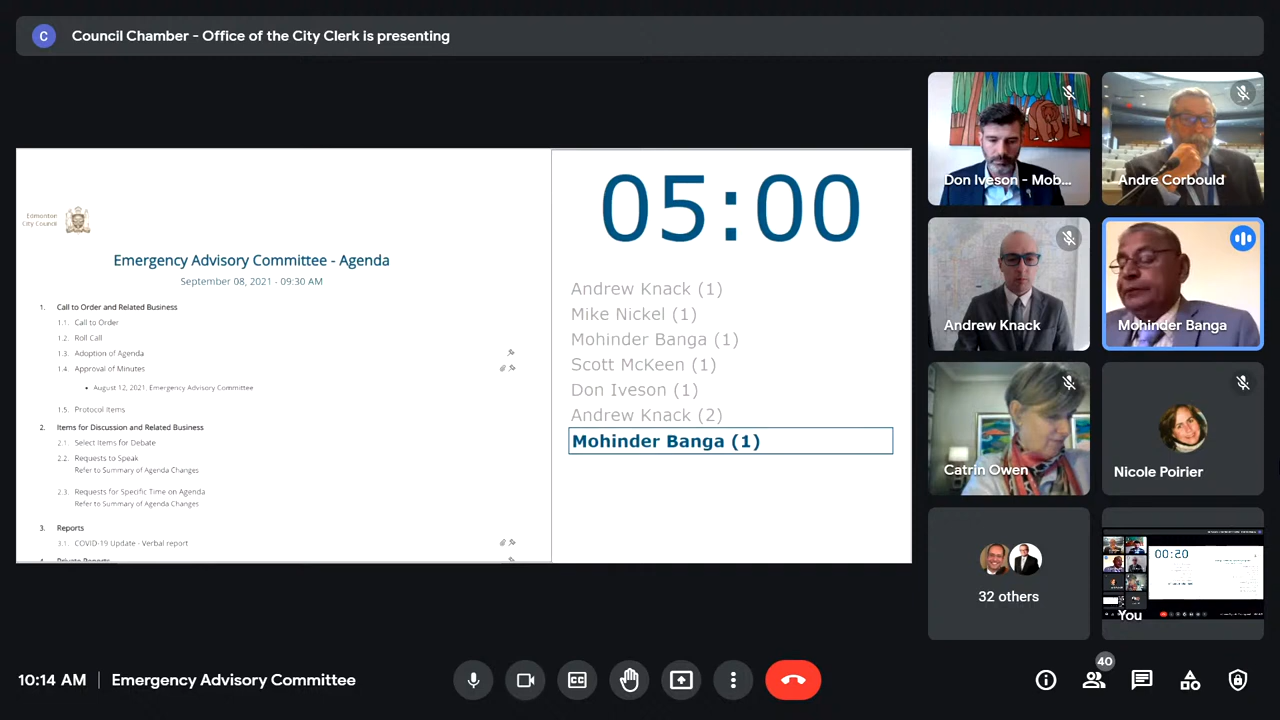 C
Council Chamber - Office of the City Clerk is presenting
Edmonton
City Council
Emergency Advisory Committee - Agenda
September 08, 2021 - 09:30 AM
1. Call to Order and Related Business
1.1. Call to Order
1.2. Roll Call
1.3. Adoption of Agenda
1.4. Approval of Minutes
• August 12, 2021, Emergency Advisory Committee
1.5. Protocol Items
2. Items for Discussion and Related Business
2.1. Select Items for Debate
2.2. Requests to Speak
Refer to Summary of Agenda Changes
2.3. Requests for Specific Time on Agenda
Refer to Summary of Agenda Changes
3. Reports
3.1. COVID-19 Update - Verbal report
4. Private Reports
05:00
Andrew Knack (1)
Mike Nickel (1)
Mohinder Banga (1)
Scott McKeen (1)
Don Iveson (1)
Andrew Knack (2)
Mohinder Banga (1)
Don Iveson - Mob...
Andre Corbould
Andrew Knack
Mohinder Banga
Catrin Owen
Nicole Poirier
32 others
00:20
You
10:14 AM | Emergency Advisory Committee
CC
40